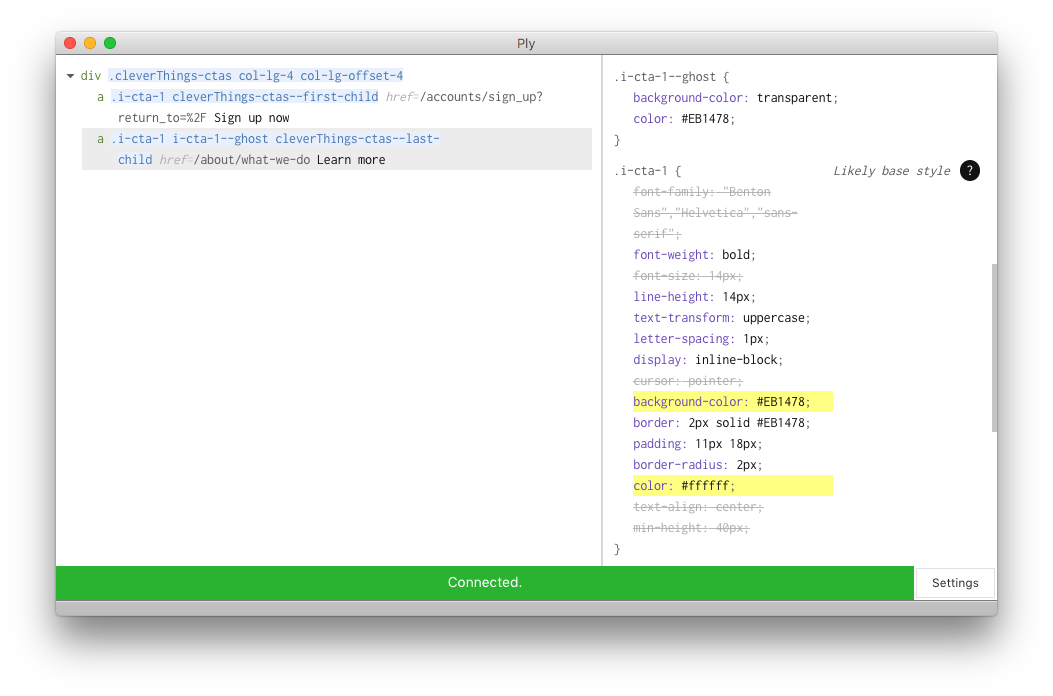 Ply
div .cleverThings-ctas col-lg-4 col-lg-offset-4
a .i-cta-1 cleverThings-ctas--first-child href=/accounts/sign_up?
return_to=%2F Sign up now
a .i-cta-1 i-cta-1--ghost cleverThings-ctas--last-
child href=/about/what-we-do Learn more
.i-cta-1--ghost {
background-color: transparent;
color: #EB1478;
}
.i-cta-1 { Likely base style ?
font-family: "Benton
Sans","Helvetica","sans-
serif";
font-weight: bold;
font-size: 14px;
line-height: 14px;
text-transform: uppercase;
letter-spacing: 1px;
display: inline-block;
cursor: pointer;
background-color: #EB1478;
border: 2px solid #EB1478;
padding: 11px 18px;
border-radius: 2px;
color: #ffffff;
text-align: center;
min-height: 40px;
}
Connected.
Settings